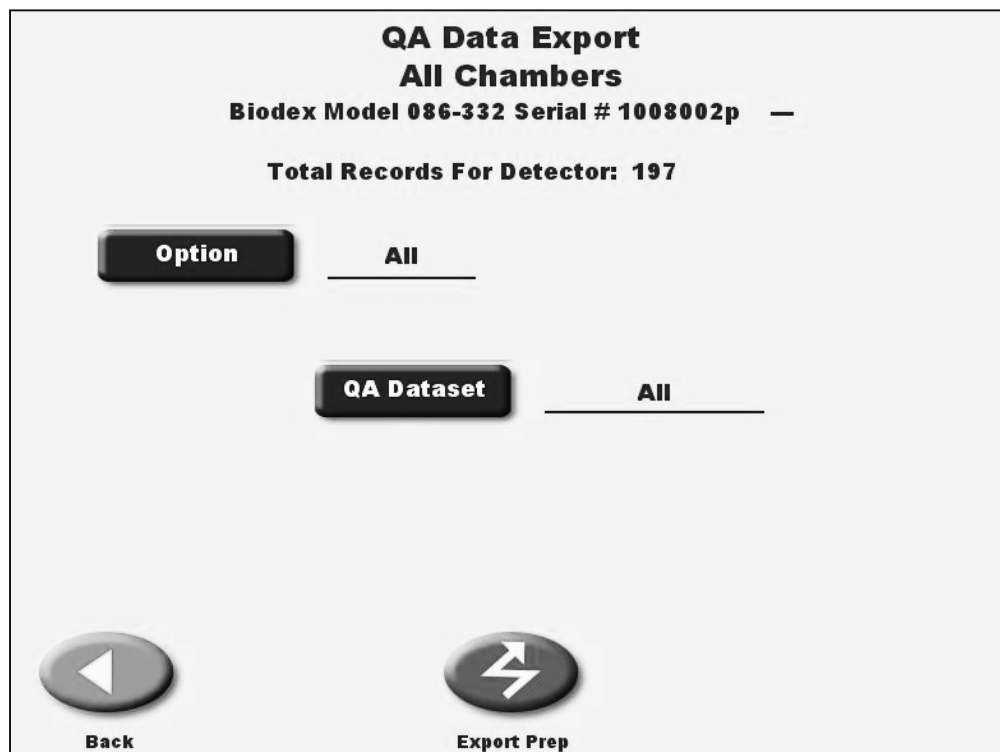 QA Data Export
All Chambers
Biodex Model 086-332 Serial # 1008002p —
Total Records For Detector: 197
Option All
QA Dataset All
Back Export Prep